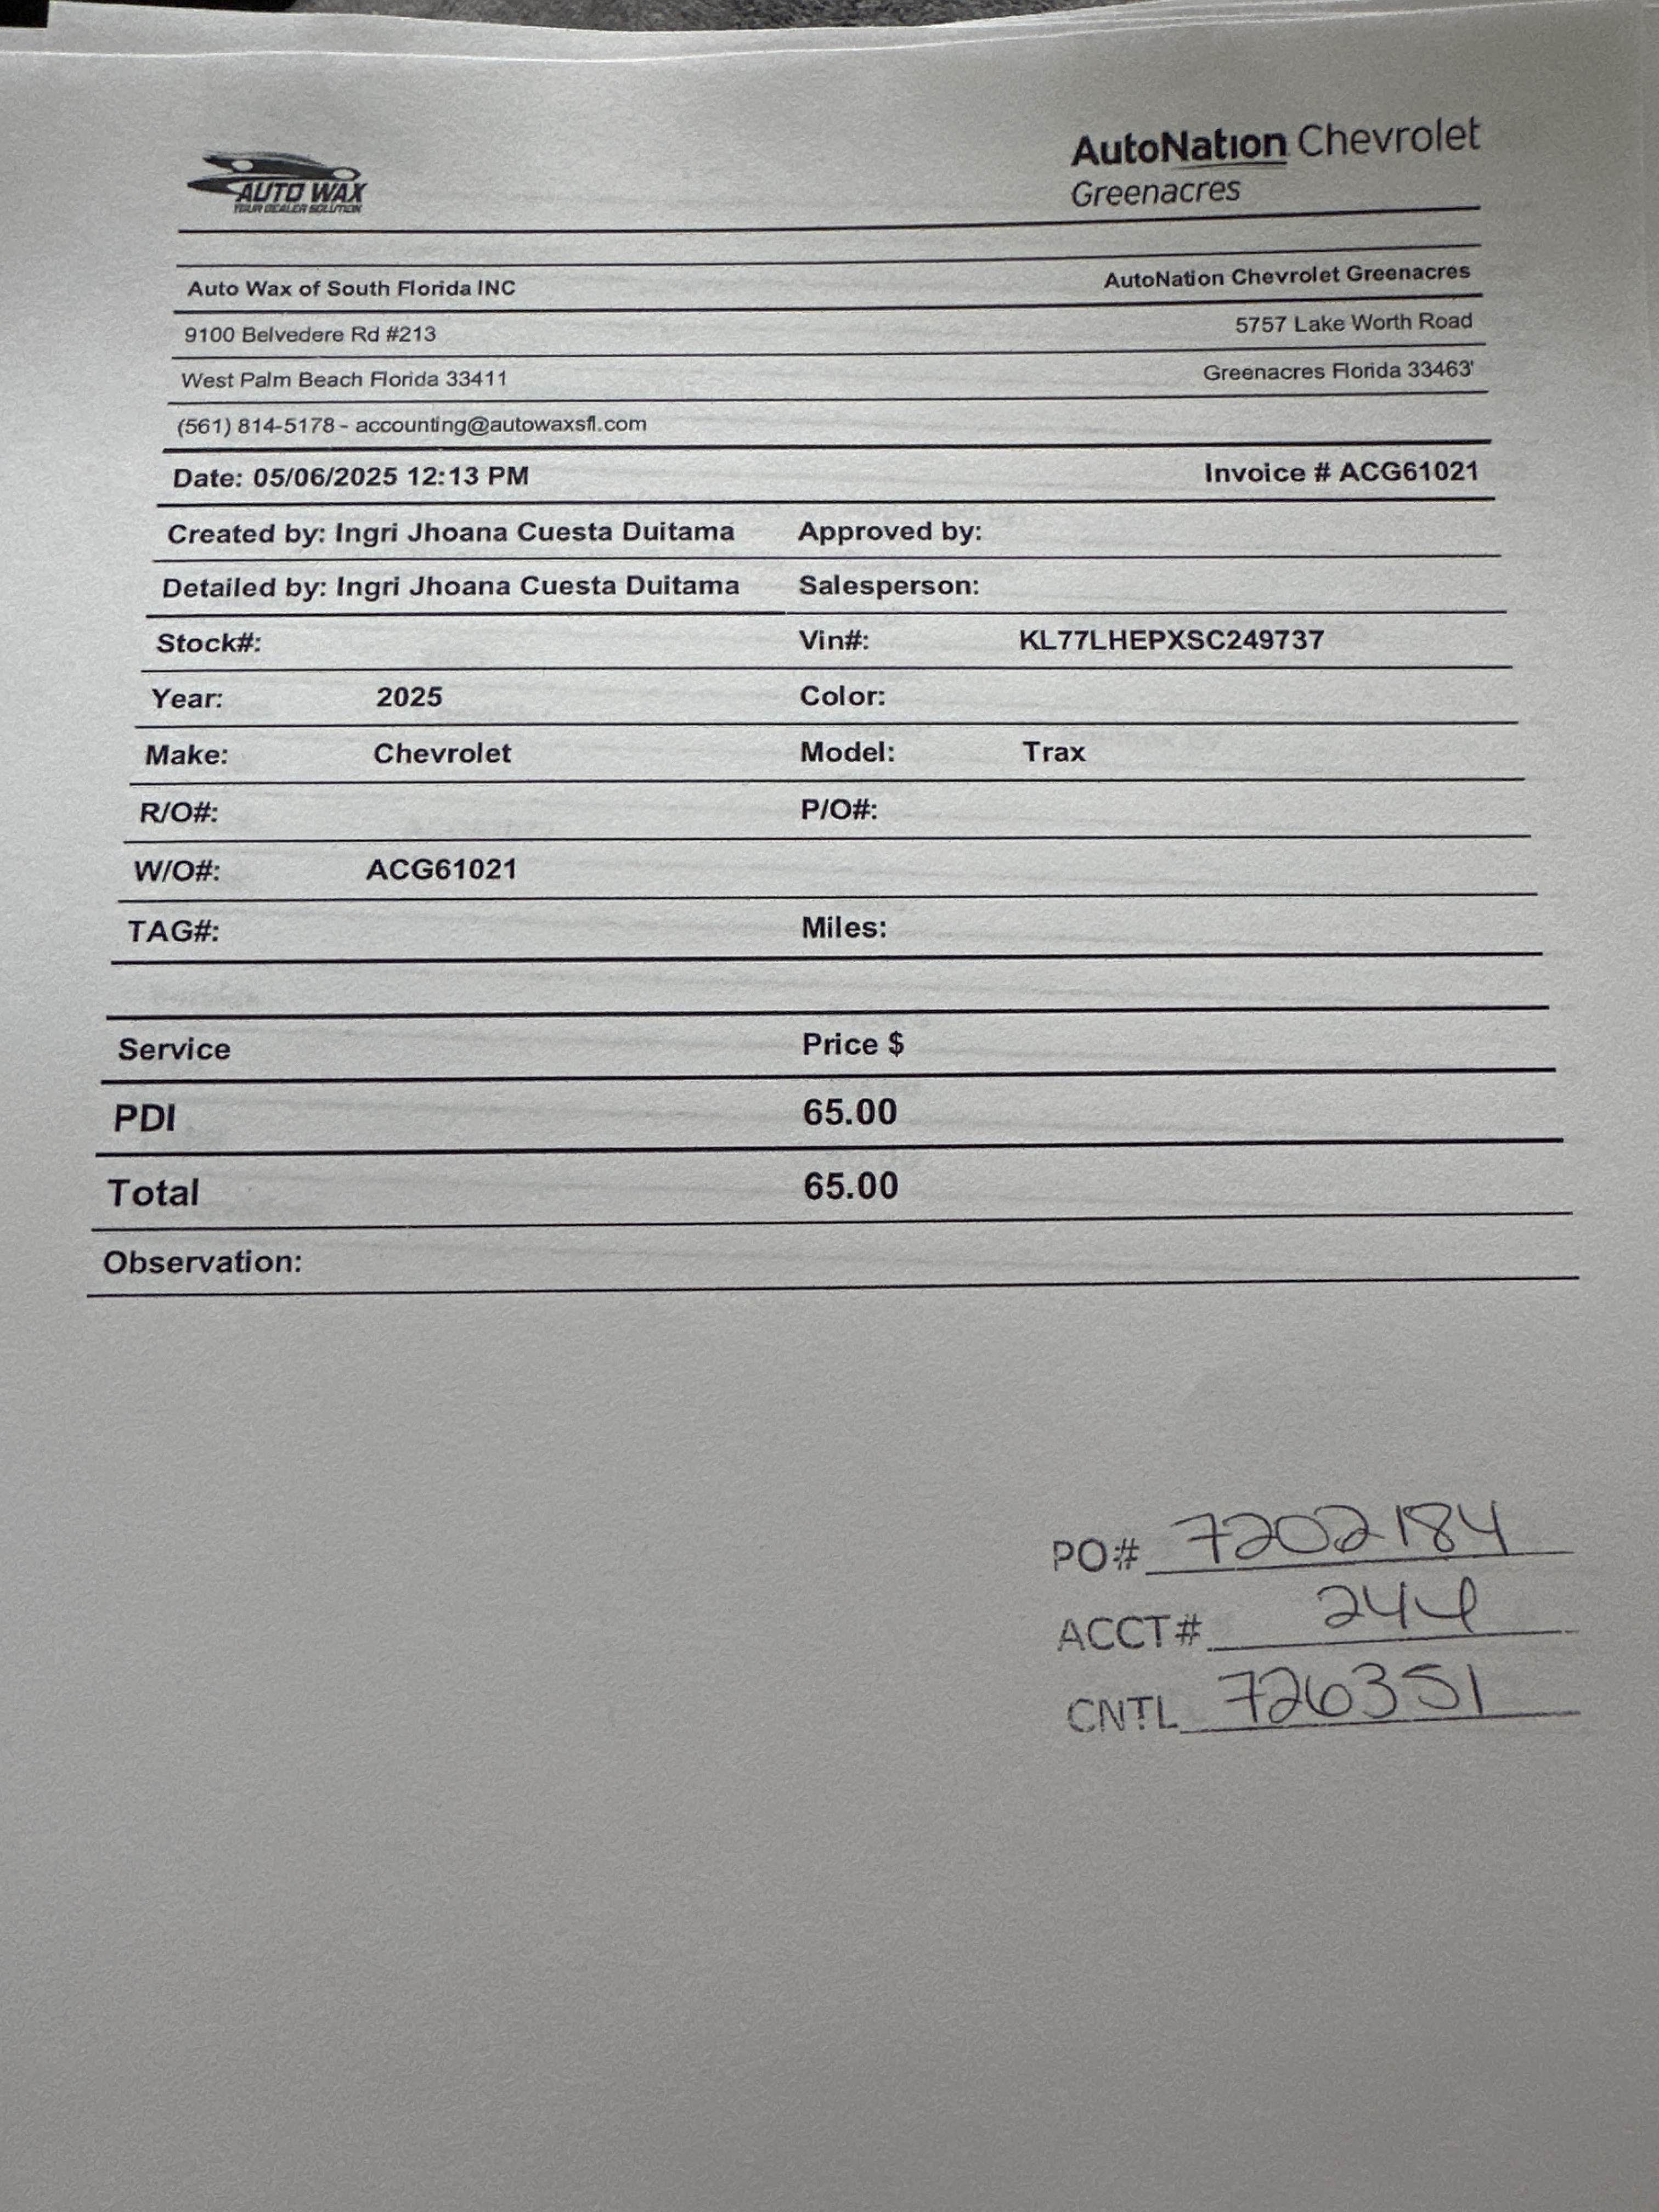 AUTO WAX
YOUR DEALER SOLUTION
AutoNation Chevrolet
Greenacres
Auto Wax of South Florida INC
AutoNation Chevrolet Greenacres
9100 Belvedere Rd #213
5757 Lake Worth Road
West Palm Beach Florida 33411
Greenacres Florida 33463'
(561) 814-5178 - accounting@autowaxsfl.com
Date: 05/06/2025 12:13 PM Invoice # ACG61021
Created by: Ingri Jhoana Cuesta Duitama Approved by:
Detailed by: Ingri Jhoana Cuesta Duitama Salesperson:
Stock#: Vin#: KL77LHEPXSC249737
Year: 2025 Color:
Make: Chevrolet Model: Trax
R/O#: P/O#:
W/O#: ACG61021
TAG#: Miles:
Service Price $
PDI 65.00
Total 65.00
Observation:
PO# 7202184
ACCT# 244
CNTL 726351